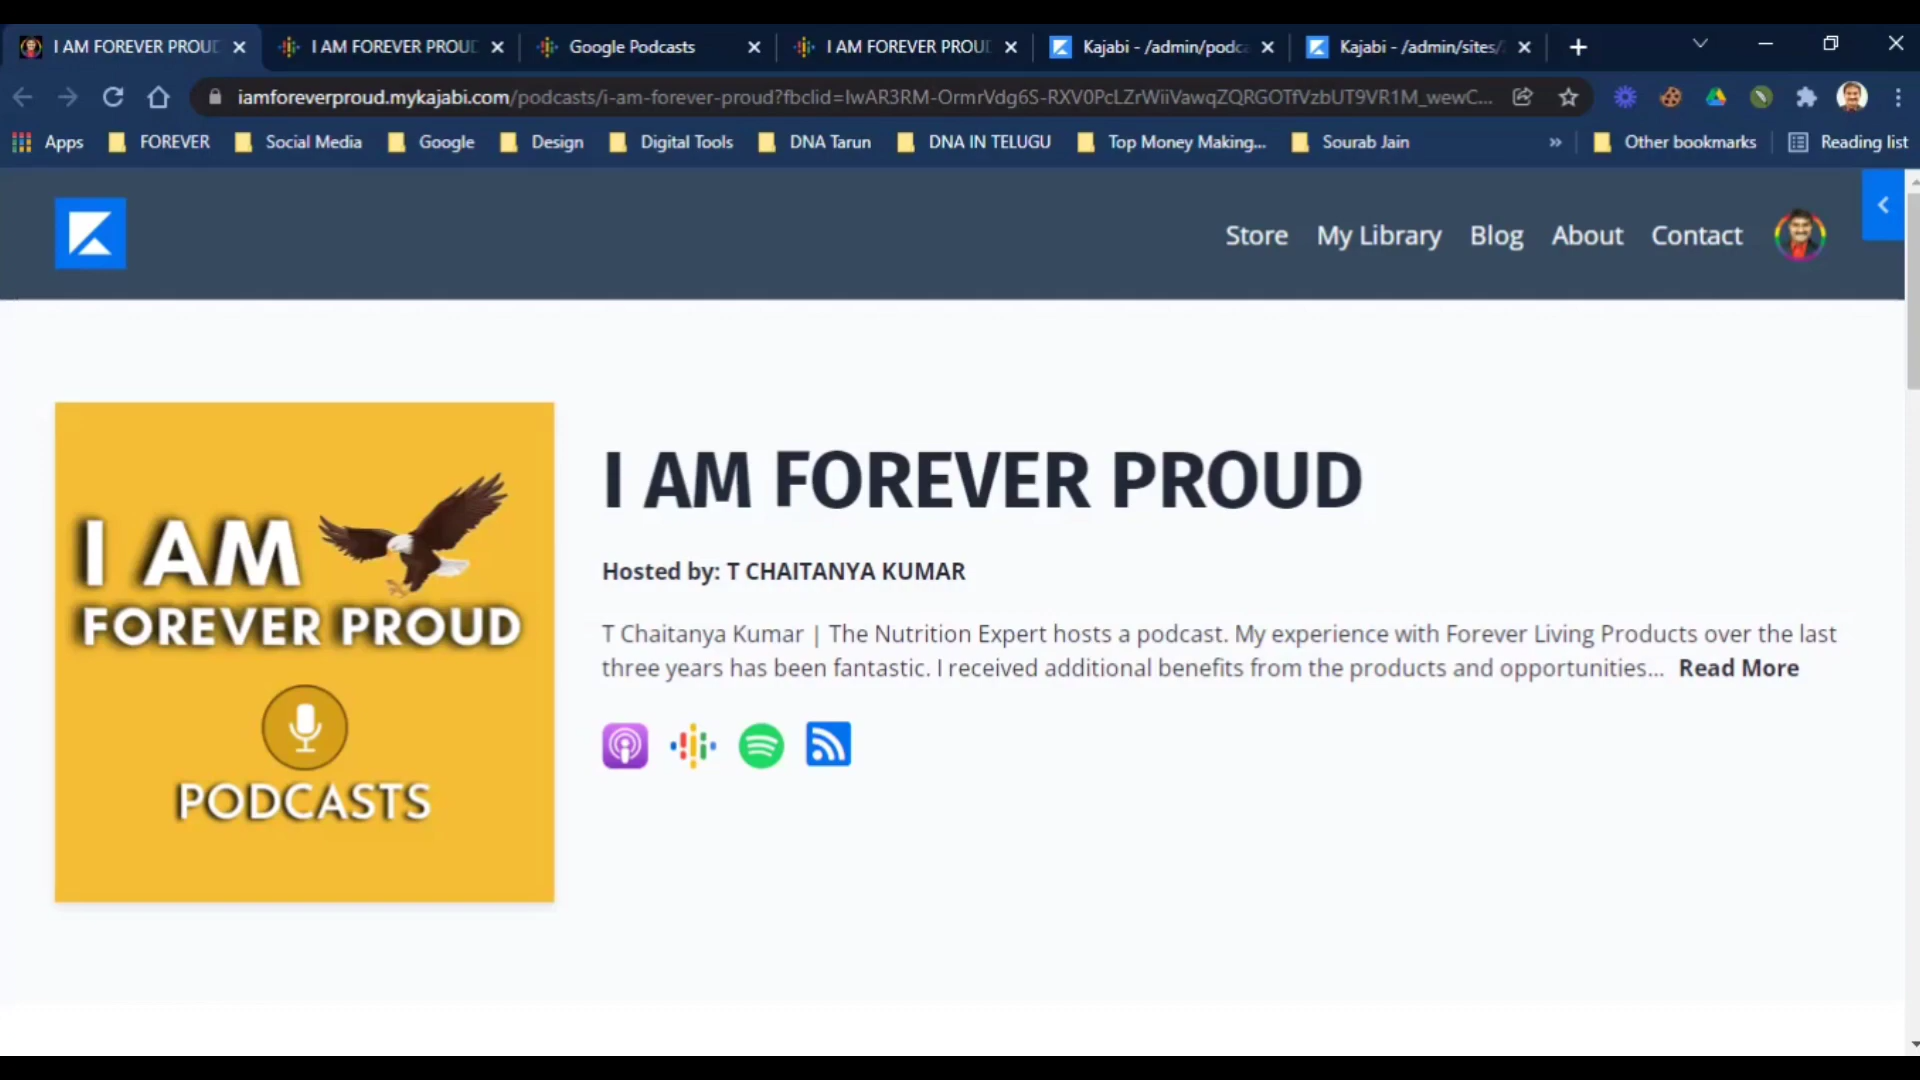 I AM FOREVER PROU
I AM FOREVER PROU
Google Podcasts
I AM FOREVER PROU
Kajabi - /admin/podca
Kajabi - /admin/sites/
iamforeverproud.mykajabi.com/podcasts/i-am-forever-proud?fbclid=IwAR3RM-OrmrVdg6S-RXV0PcLZrWiiVawqZQRGOTfVzbUT9VR1M_wewC...
Apps
FOREVER
Social Media
Google
Design
Digital Tools
DNA Tarun
DNA IN TELUGU
Top Money Making...
Sourab Jain
»
Other bookmarks
Reading list
Store
My Library
Blog
About
Contact
I AM
FOREVER PROUD
PODCASTS
I AM FOREVER PROUD
Hosted by: T CHAITANYA KUMAR
T Chaitanya Kumar | The Nutrition Expert hosts a podcast. My experience with Forever Living Products over the last
three years has been fantastic. I received additional benefits from the products and opportunities... Read More